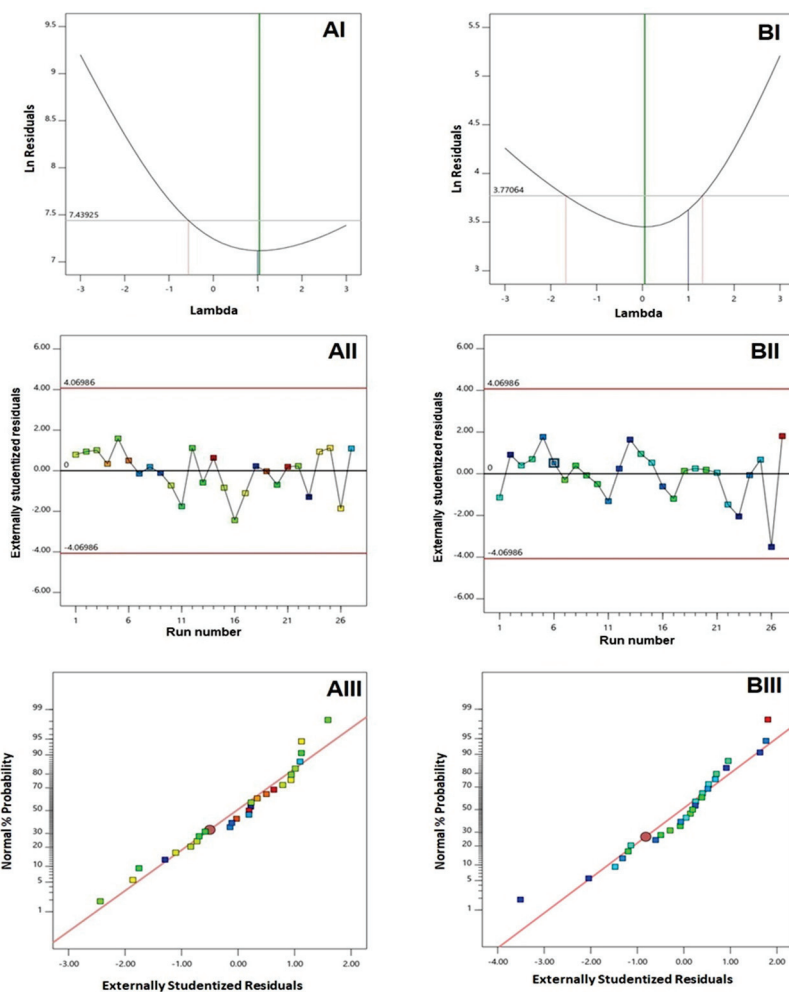 AI
9.5
9
8.5
8
7.5
7
7.43925
Ln Residuals
-3 -2 -1 0 1 2 3
Lambda
BI
5.5
5
4.5
4
3.5
3
3.77064
Ln Residuals
-3 -2 -1 0 1 2 3
Lambda
AII
6.00
4.00
2.00
0.00
-2.00
-4.00
-6.00
4.06986
0
-4.06986
Externally studentized residuals
1 6 11 16 21 26
Run number
BII
6.00
4.00
2.00
0.00
-2.00
-4.00
-6.00
4.06986
0
-4.06986
Externally studentized residuals
1 6 11 16 21 26
Run number
AIII
99
95
90
80
70
50
30
20
10
5
1
Normal % Probability
-3.00 -2.00 -1.00 0.00 1.00 2.00
Externally Studentized Residuals
BIII
99
95
90
80
70
50
30
20
10
5
1
Normal % Probability
-4.00 -3.00 -2.00 -1.00 0.00 1.00 2.00
Externally Studentized Residuals